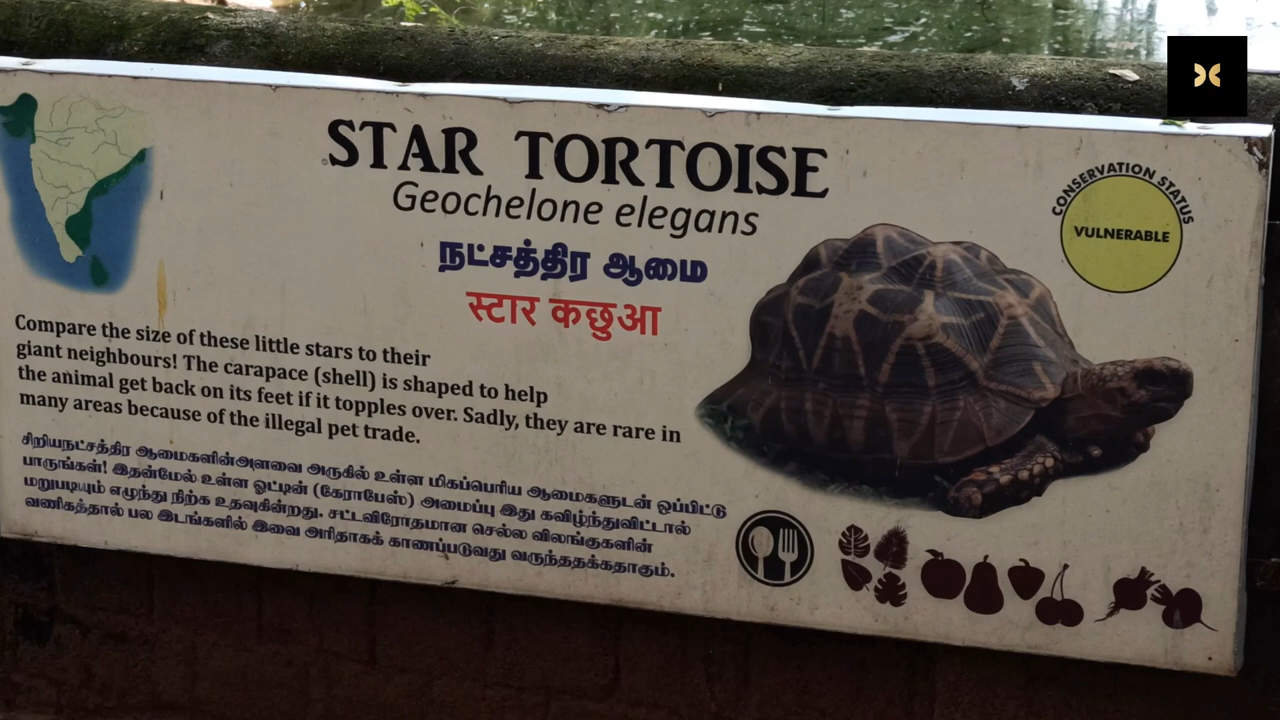 STAR TORTOISE
Geochelone elegans
நட்சத்திர ஆமை
स्टार कछुआ
CONSERVATION STATUS
VULNERABLE
Compare the size of these little stars to their
giant neighbours! The carapace (shell) is shaped to help
the animal get back on its feet if it topples over. Sadly, they are rare in
many areas because of the illegal pet trade.
சிறியநட்சத்திர ஆமைகளின்அளவை அருகில் உள்ள மிகப்பெரிய ஆமைகளுடன் ஒப்பிட்டு
பாருங்கள்! இதன்மேல் உள்ள ஓட்டின் (கேராபேஸ்) அமைப்பு இது கவிழ்ந்துவிட்டால்
மறுபடியும் எழுந்து நிற்க உதவுகின்றது. சட்டவிரோதமான செல்ல விலங்குகளின்
வணிகத்தால் பல இடங்களில் இவை அரிதாகக் காணப்படுவது வருந்ததக்கதாகும்.